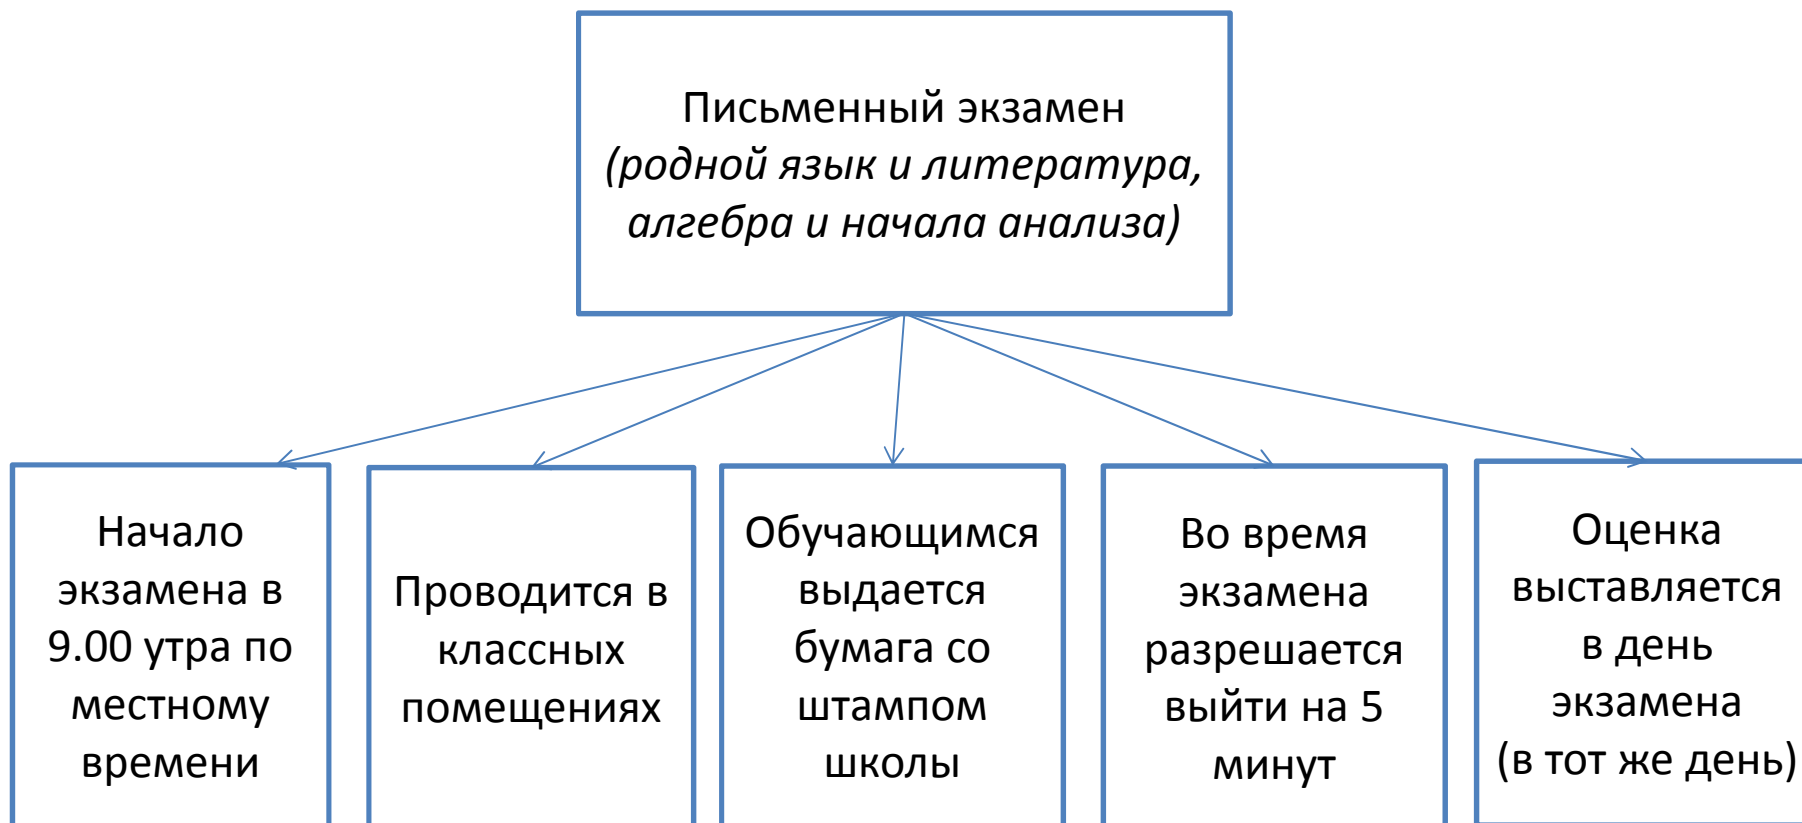 Письменный экзамен
(родной язык и литература,
алгебра и начала анализа)
Начало
экзамена в
9.00 утра по
местному
времени
Проводится в
классных
помещениях
Обучающимся
выдается
бумага со
штампом
школы
Во время
экзамена
разрешается
выйти на 5
минут
Оценка
выставляется
в день
экзамена
(в тот же день)